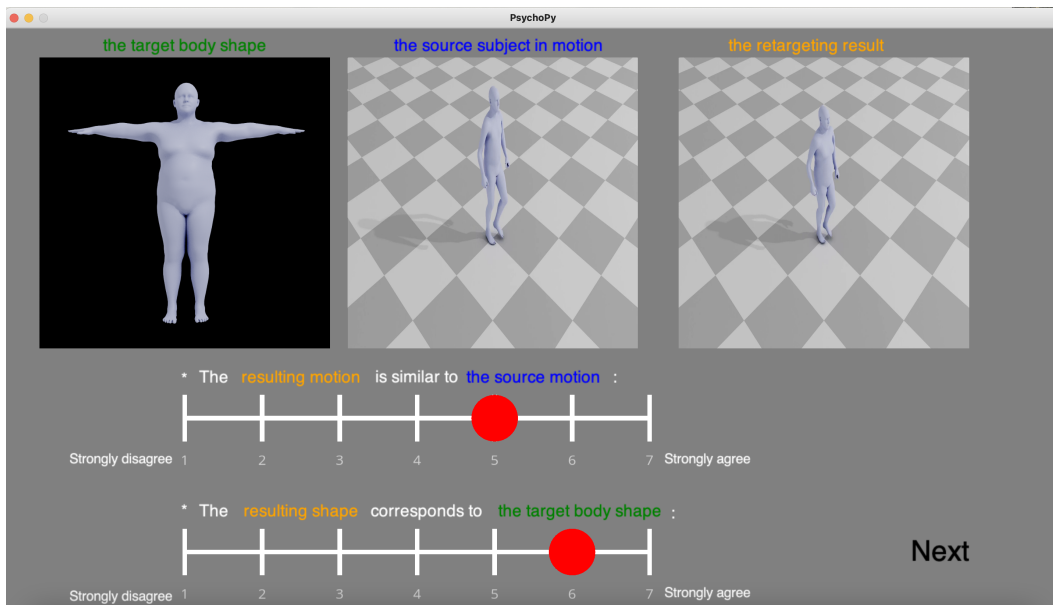 PsychoPy
the target body shape the source subject in motion the retargeting result
* The resulting motion is similar to the source motion :
Strongly disagree 1 2 3 4 5 6 7 Strongly agree
* The resulting shape corresponds to the target body shape :
Next
Strongly disagree 1 2 3 4 5 6 7 Strongly agree